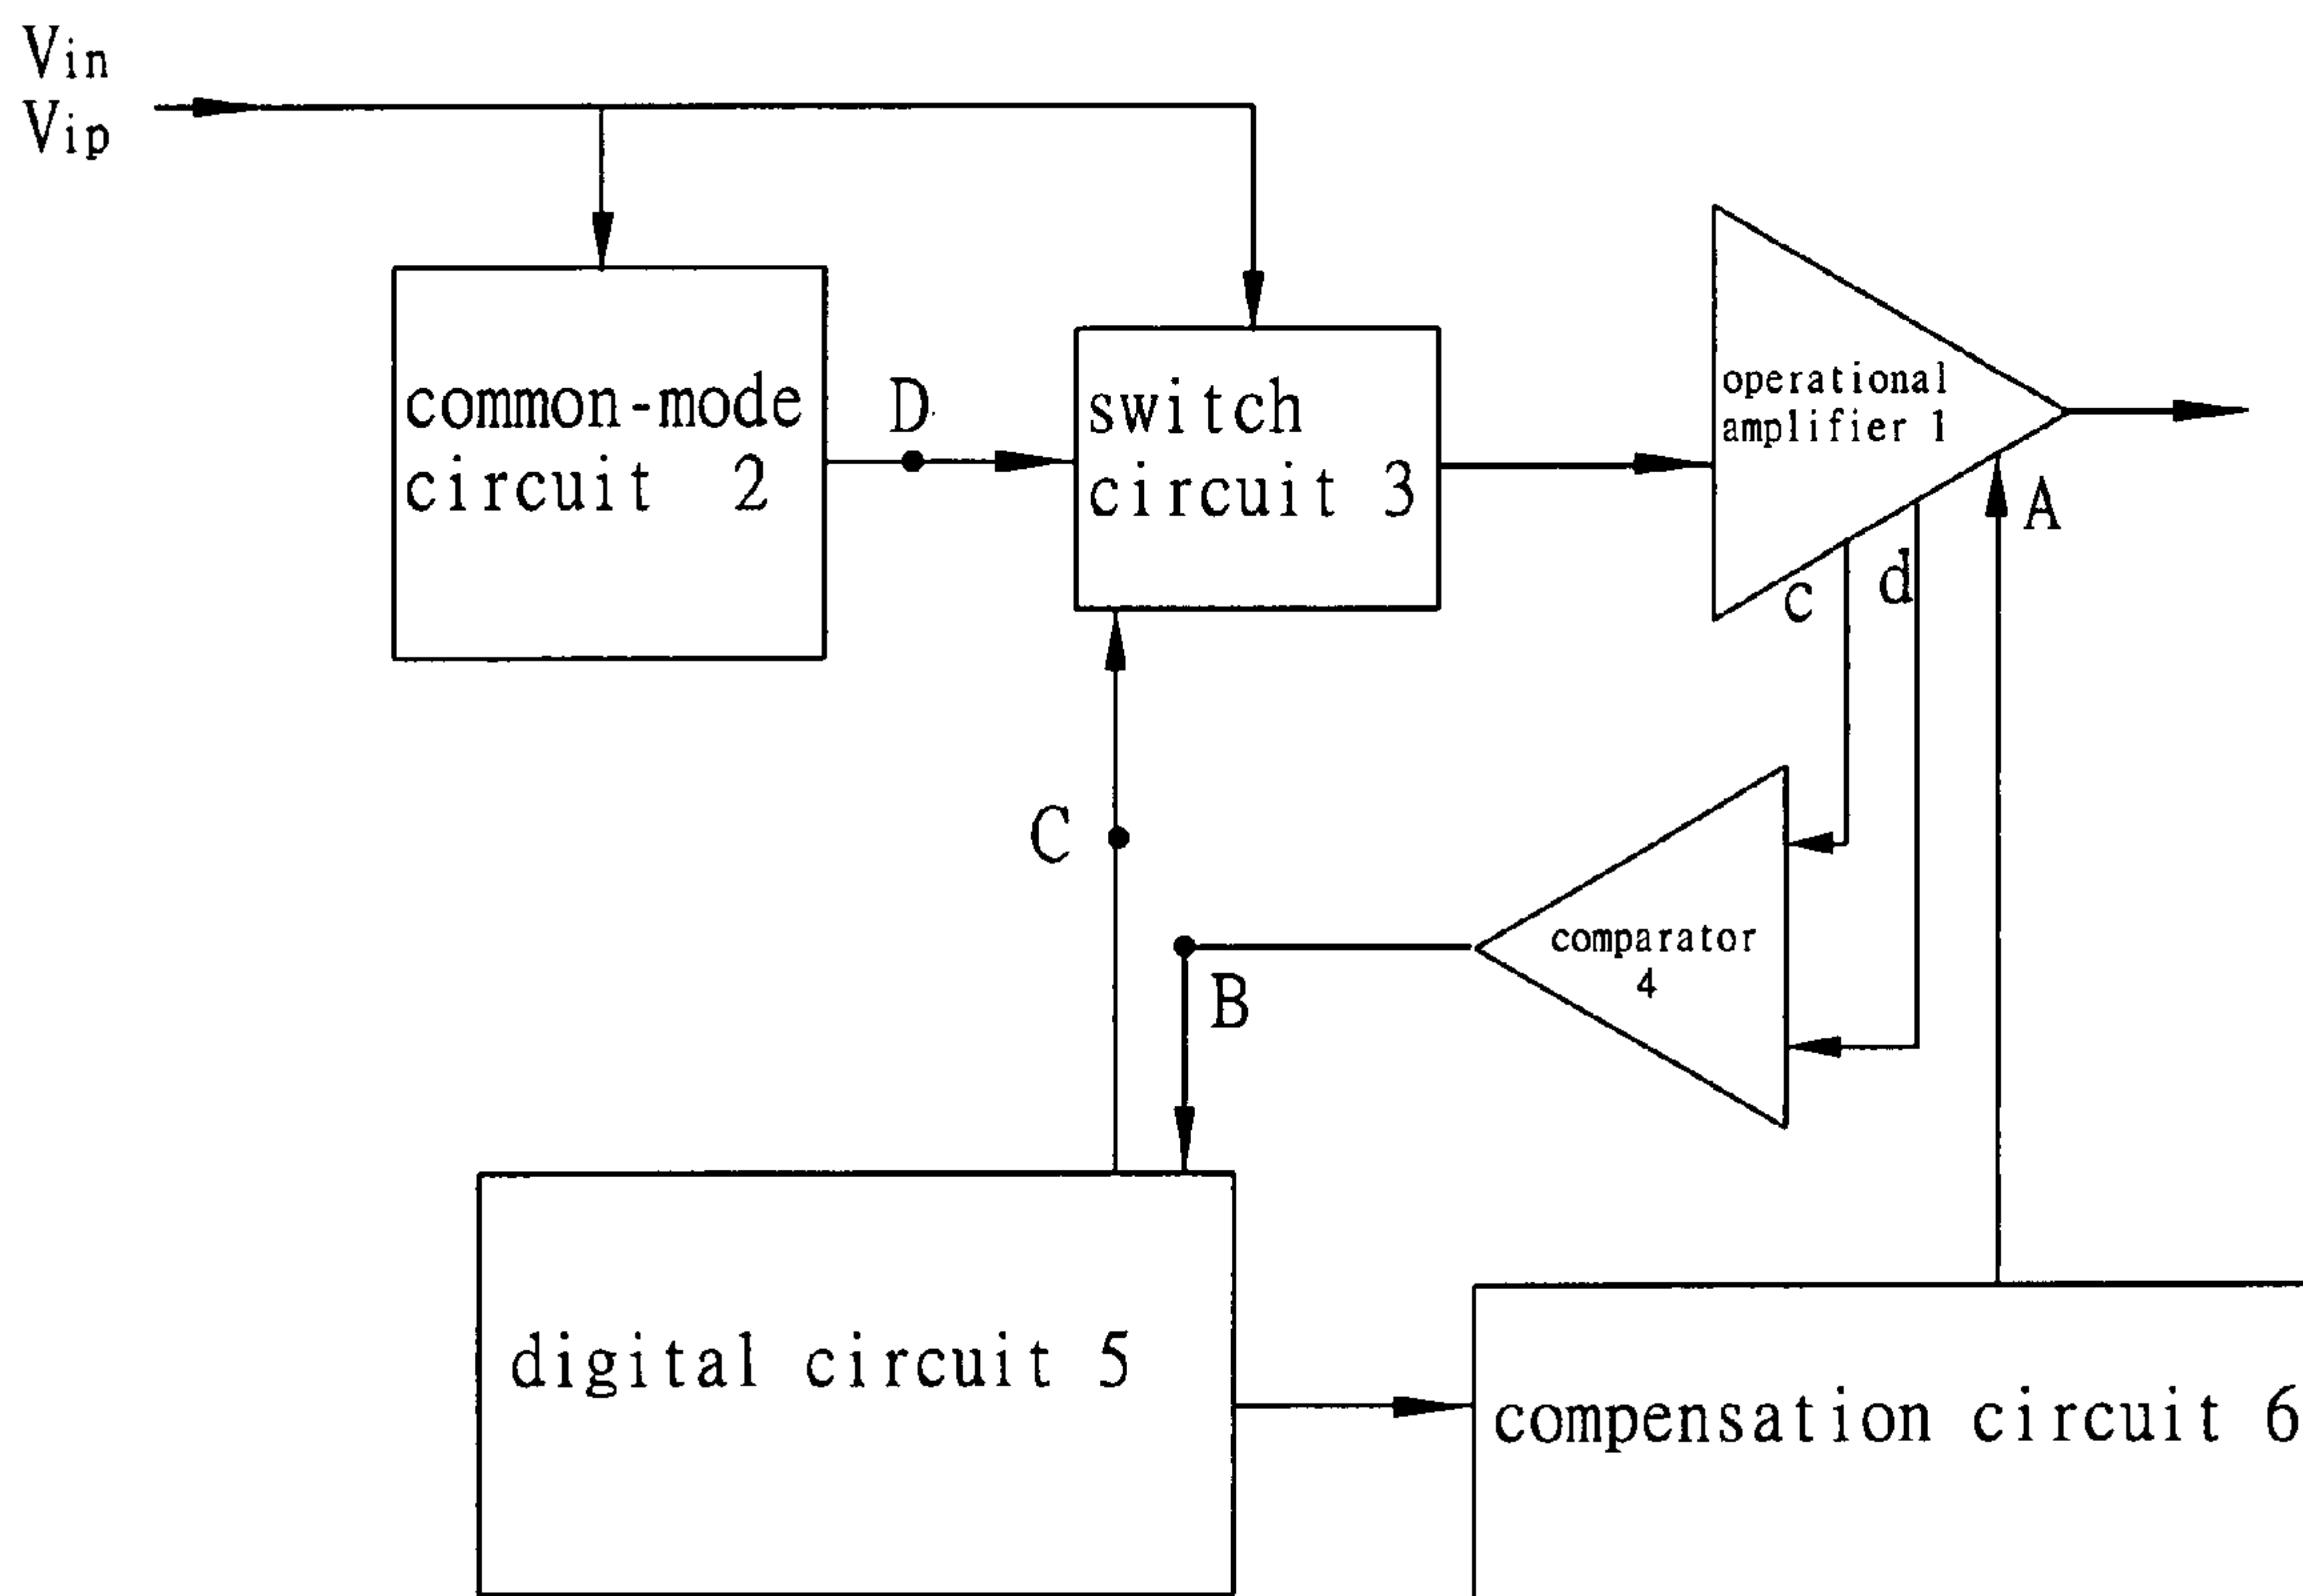 Vin
Vip
common-mode
circuit 2
D
switch
circuit 3
operational
amplifier 1
A
c
d
C
comparator
4
B
digital circuit 5
compensation circuit 6